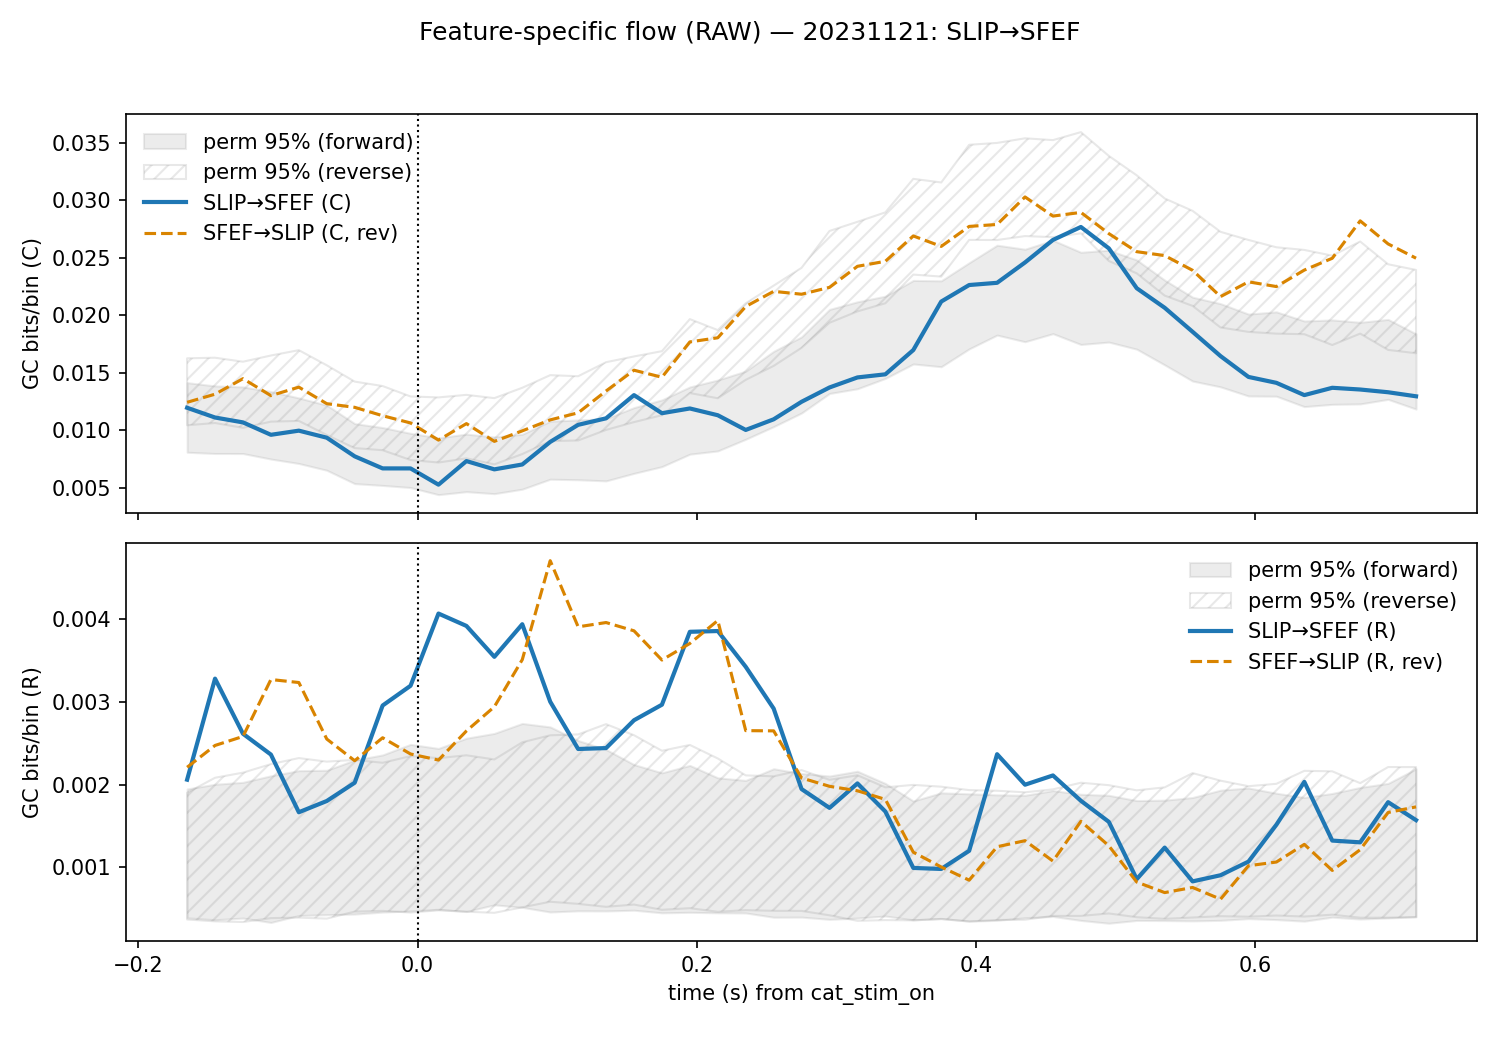 Feature-specific flow (RAW) — 20231121: SLIP→SFEF
GC bits/bin (C)
0.035
0.030
0.025
0.020
0.015
0.010
0.005
perm 95% (forward)
perm 95% (reverse)
SLIP→SFEF (C)
SFEF→SLIP (C, rev)
GC bits/bin (R)
0.004
0.003
0.002
0.001
perm 95% (forward)
perm 95% (reverse)
SLIP→SFEF (R)
SFEF→SLIP (R, rev)
−0.2 0.0 0.2 0.4 0.6
time (s) from cat_stim_on